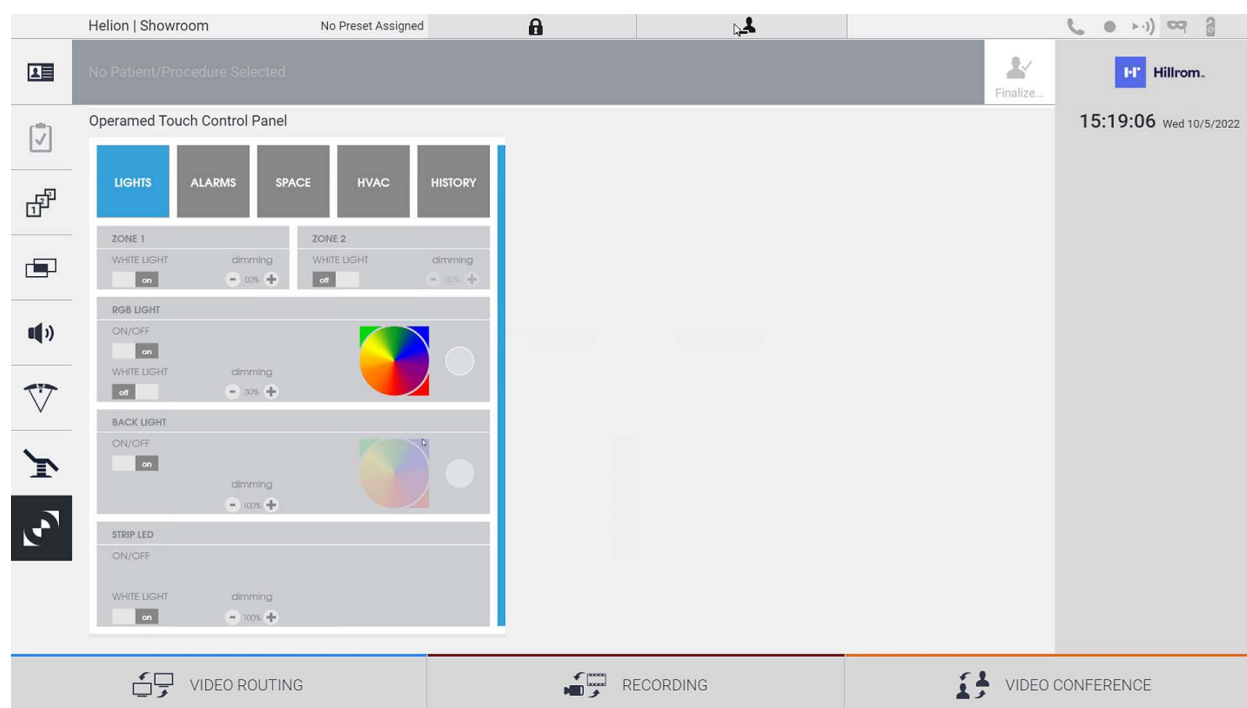 Helion | Showroom No Preset Assigned
No Patient/Procedure Selected
Finalize...
Hillrom™
15:19:06 Wed 10/5/2022
Operamed Touch Control Panel
LIGHTS ALARMS SPACE HVAC HISTORY
ZONE 1 ZONE 2
WHITE LIGHT dimming WHITE LIGHT dimming
on off
RGB LIGHT
ON/OFF
on
WHITE LIGHT dimming
off 30%
BACK LIGHT
ON/OFF
on
dimming
100%
STRIP LED
ON/OFF
WHITE LIGHT dimming
on 100%
VIDEO ROUTING RECORDING VIDEO CONFERENCE